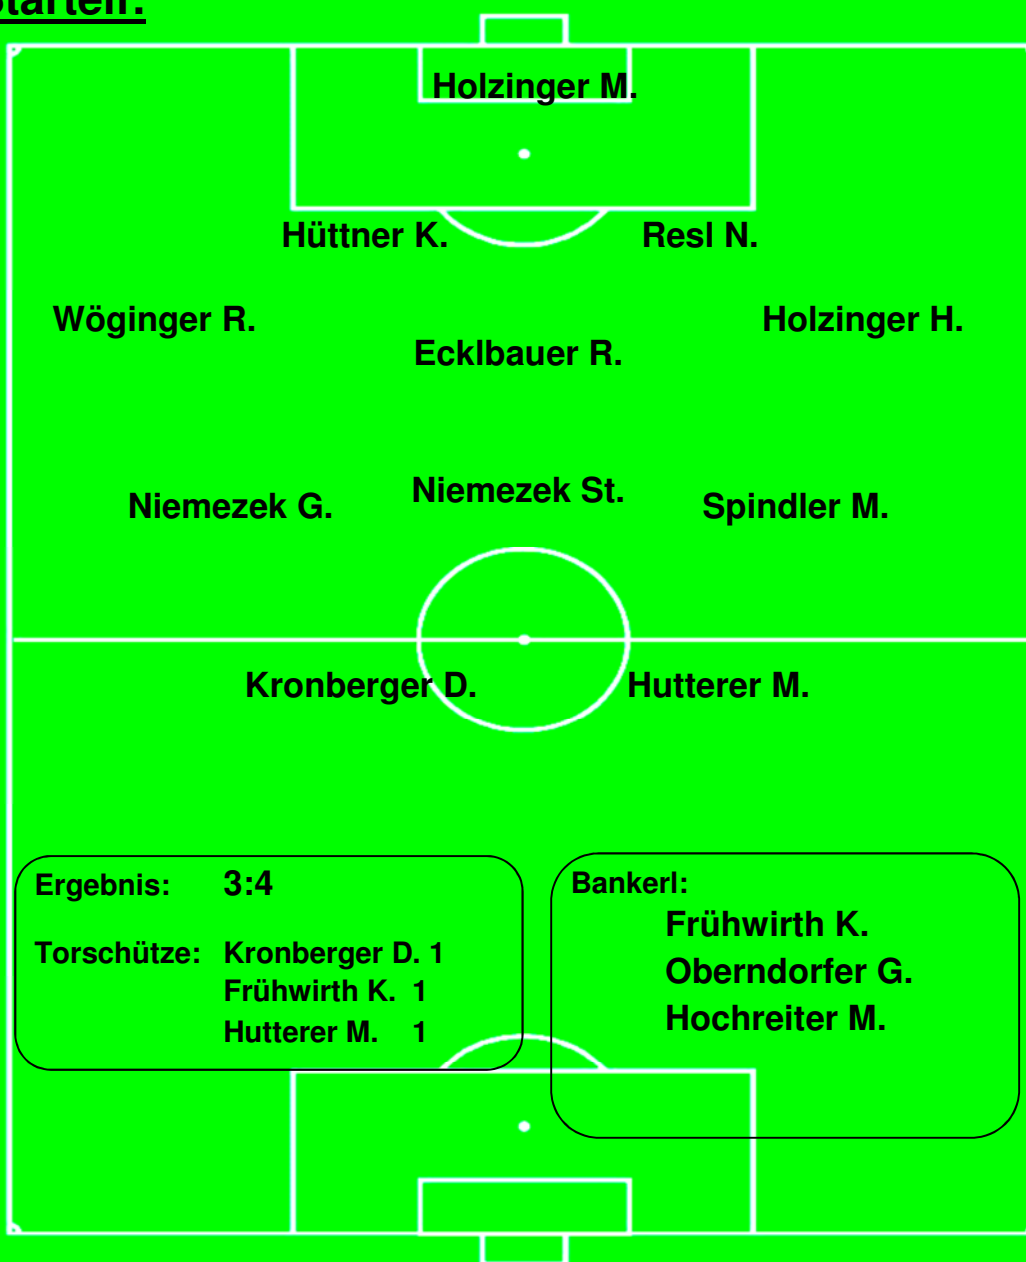 Startelf:
Holzinger M.
Hüttner K. Resl N.
Wöginger R. Holzinger H.
Ecklbauer R.
Niemezek G. Niemezek St. Spindler M.
Kronberger D. Hutterer M.
Ergebnis: 3:4
Torschütze: Kronberger D. 1
Frühwirth K. 1
Hutterer M. 1
Bankerl:
Frühwirth K.
Oberndorfer G.
Hochreiter M.